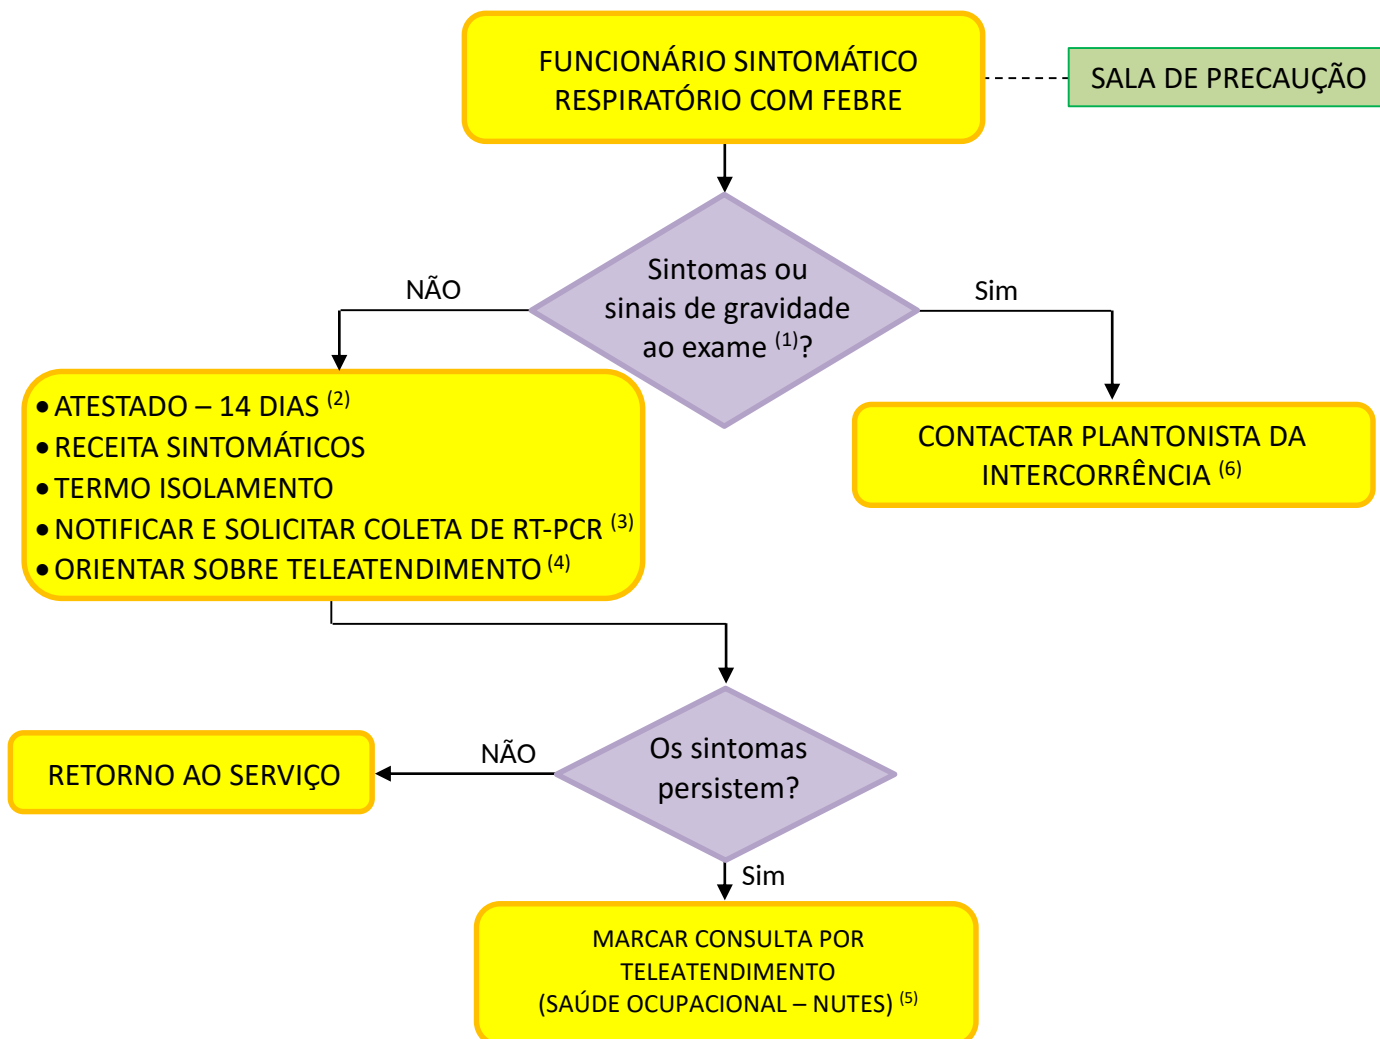 FUNCIONÁRIO SINTOMÁTICO
RESPIRATÓRIO COM FEBRE
SALA DE PRECAUÇÃO
Sintomas ou
sinais de gravidade
ao exame (1)?
NÃO
Sim
• ATESTADO – 14 DIAS (2)
• RECEITA SINTOMÁTICOS
• TERMO ISOLAMENTO
• NOTIFICAR E SOLICITAR COLETA DE RT-PCR (3)
• ORIENTAR SOBRE TELEATENDIMENTO (4)
CONTACTAR PLANTONISTA DA
INTERCORRÊNCIA (6)
Os sintomas
persistem?
NÃO
RETORNO AO SERVIÇO
Sim
MARCAR CONSULTA POR
TELEATENDIMENTO
(SAÚDE OCUPACIONAL – NUTES) (5)